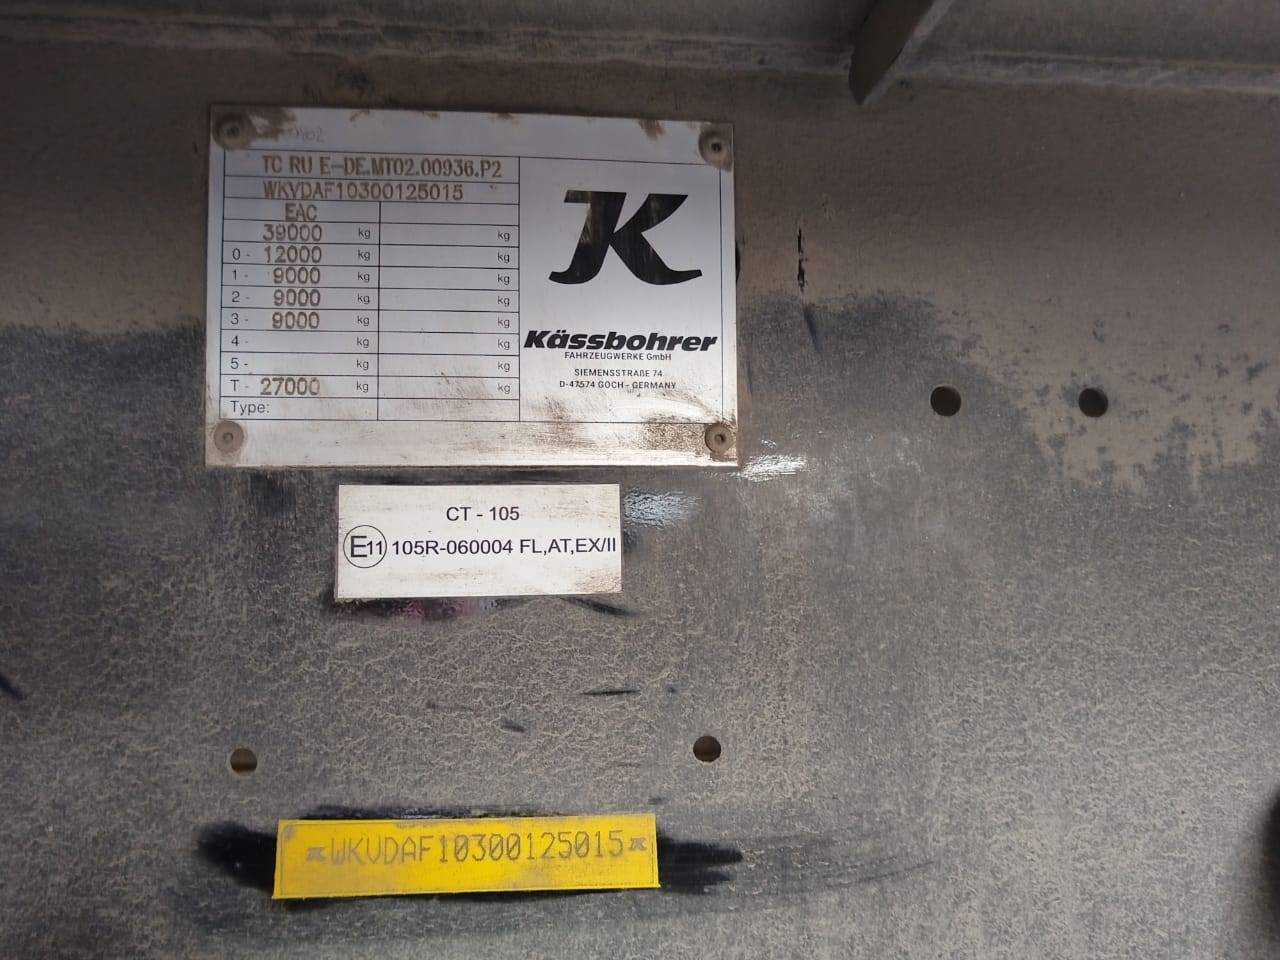 TC RU E-DE.MT02.00936.P2
WKVDAF10300125015
EAC
39000 kg kg
0 - 12000 kg kg
1 - 9000 kg kg
2 - 9000 kg kg
3 - 9000 kg kg
4 - kg kg
5 - kg kg
T - 27000 kg kg
Type:
K
Kässbohrer
FAHRZEUGWERKE GmbH
SIEMENSSTRAßE 74
D-47574 GOCH - GERMANY
CT - 105
E11 105R-060004 FL,AT,EX/II
WKVDAF10300125015